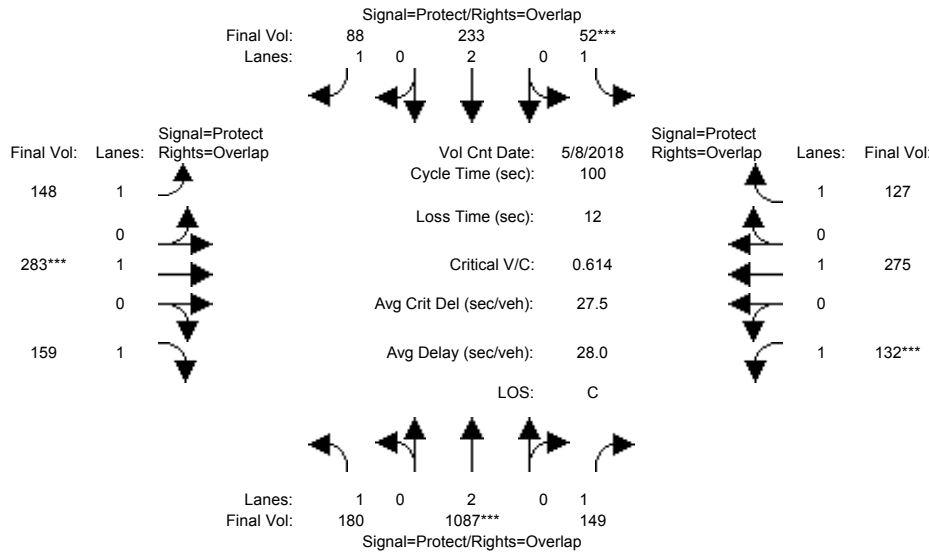 Signal=Protect/Rights=Overlap
Final Vol: 88 233 52***
Lanes: 1 0 2 0 1
Signal=Protect Signal=Protect
Final Vol: Lanes: Rights=Overlap Vol Cnt Date: 5/8/2018 Rights=Overlap Lanes: Final Vol:
Cycle Time (sec): 100
148 1 1 127
Loss Time (sec): 12
0 0
283*** 1 Critical V/C: 0.614 1 275
0 Avg Crit Del (sec/veh): 27.5 0
159 1 Avg Delay (sec/veh): 28.0 1 132***
LOS: C
Lanes: 1 0 2 0 1
Final Vol: 180 1087*** 149
Signal=Protect/Rights=Overlap